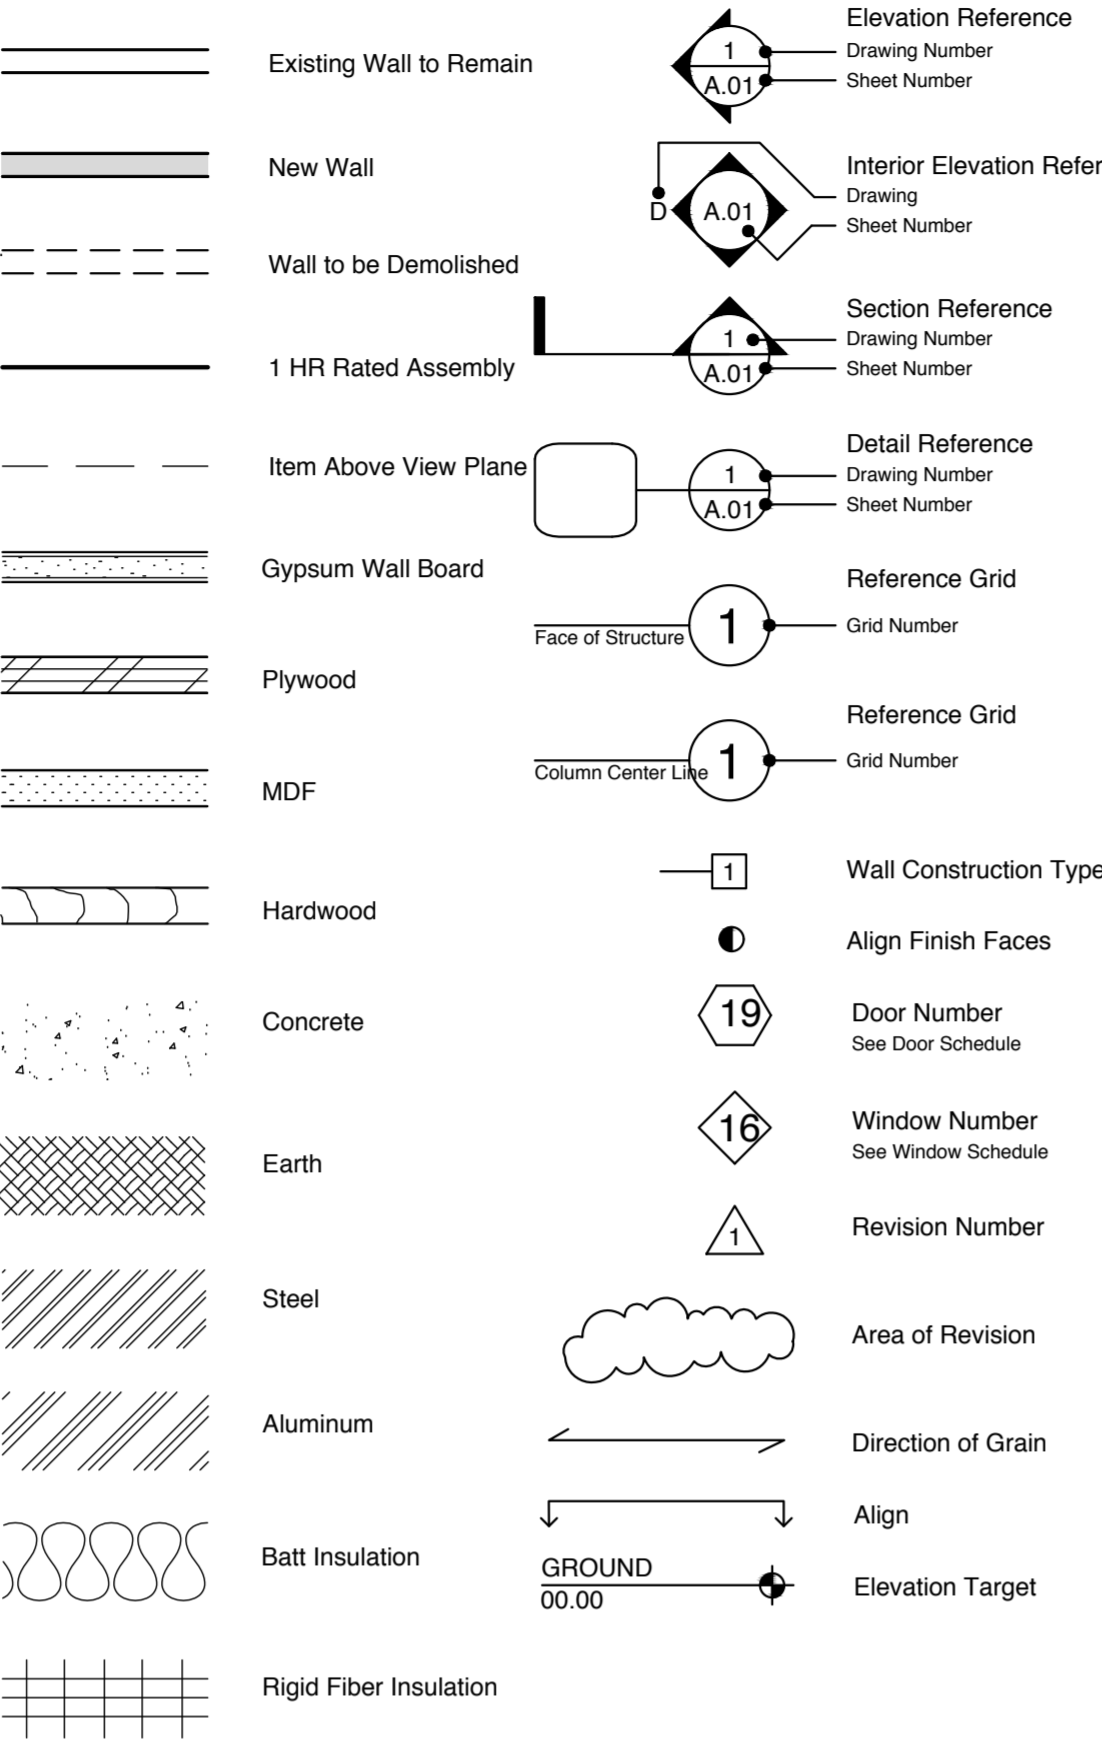 Existing Wall to Remain
New Wall
Wall to be Demolished
1 HR Rated Assembly
Item Above View Plane
Gypsum Wall Board
Plywood
MDF
Hardwood
Concrete
Earth
Steel
Aluminum
Batt Insulation
Rigid Fiber Insulation
Elevation Reference
1
Drawing Number
A.01
Sheet Number
Interior Elevation Refer
Drawing
D
A.01
Sheet Number
Section Reference
1
Drawing Number
A.01
Sheet Number
Detail Reference
1
Drawing Number
A.01
Sheet Number
Reference Grid
Face of Structure
1
Grid Number
Reference Grid
Column Center Line
1
Grid Number
1
Wall Construction Type
Align Finish Faces
19
Door Number
See Door Schedule
16
Window Number
See Window Schedule
1
Revision Number
Area of Revision
Direction of Grain
Align
GROUND
00.00
Elevation Target